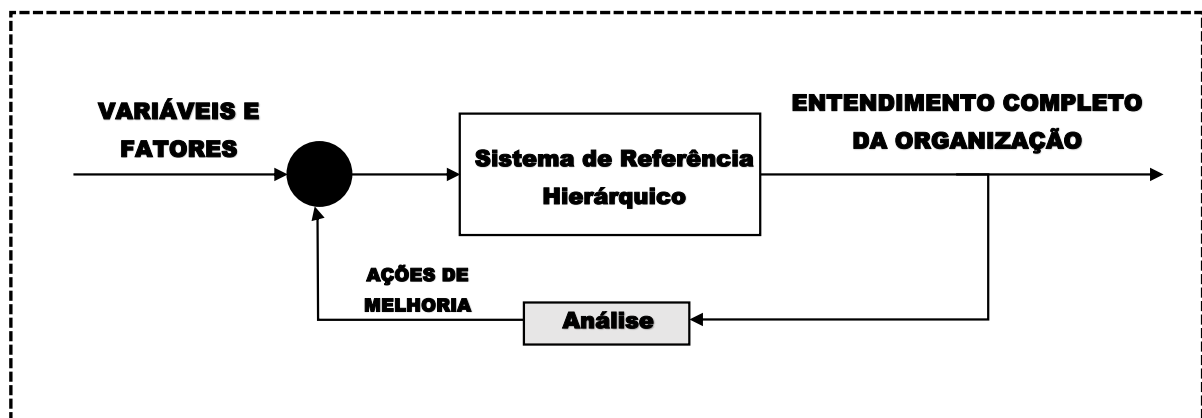 VARIÁVEIS E
FATORES
Sistema de Referência
Hierárquico
ENTENDIMENTO COMPLETO
DA ORGANIZAÇÃO
AÇÕES DE
MELHORIA
Análise